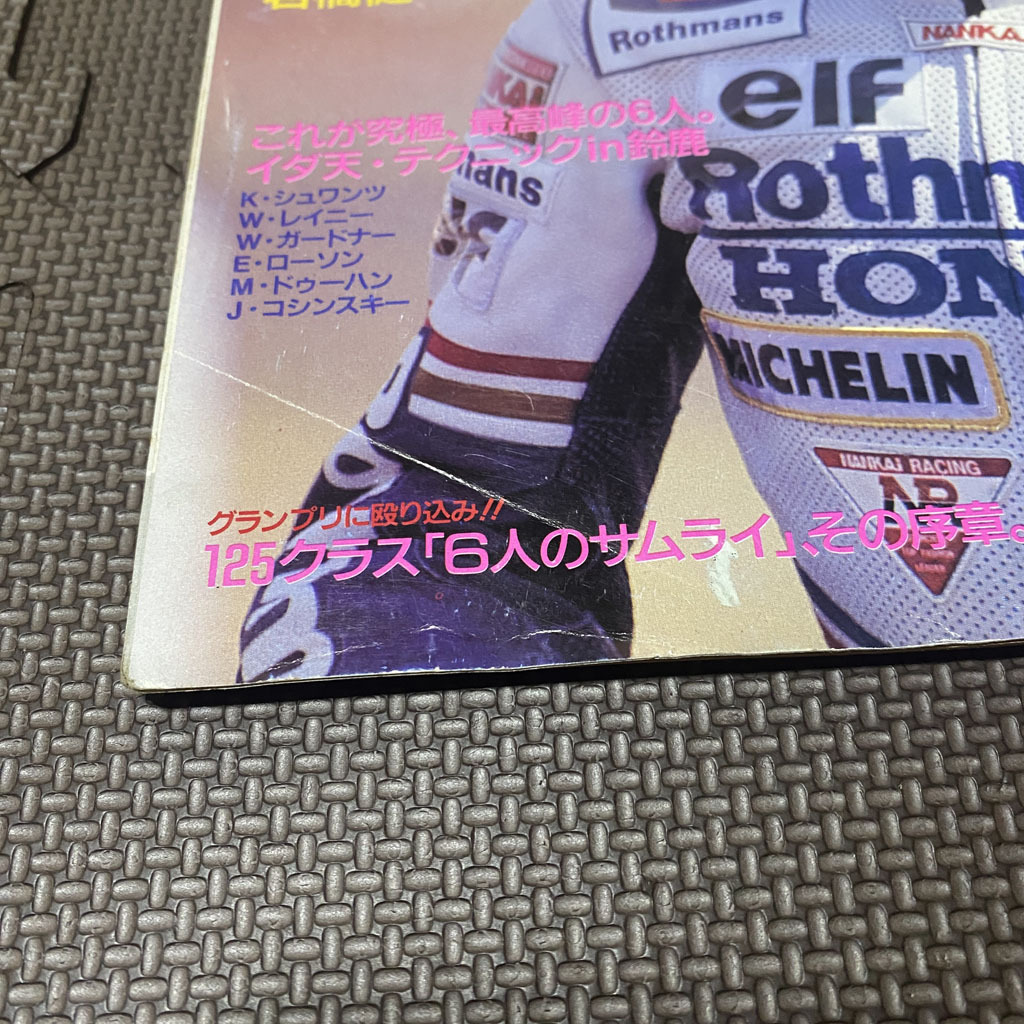 Rothmans
NANKA
elf
これが究極、最高峰の6人。
イダ天・テクニックin鈴鹿
mans
Rothm
K・シュワンツ
W・レイニー
W・ガードナー
E・ローソン
M・ドゥーハン
J・コシンスキー
HON
MICHELIN
NANKAI RACING
グランプリに殴り込み!!
125クラス「6人のサムライ」、その序章。